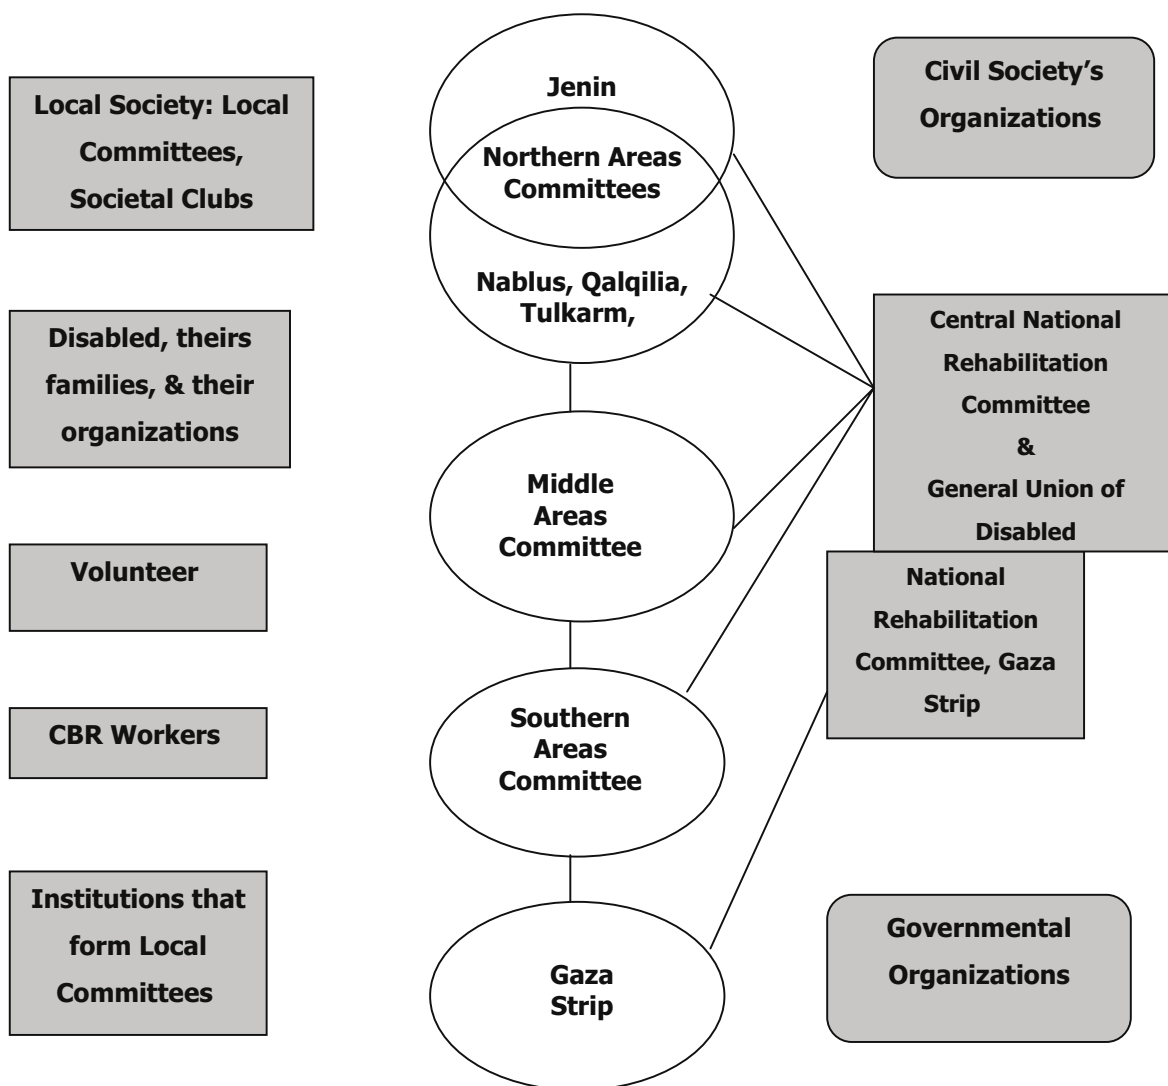 Local Society: Local
Committees,
Societal Clubs
Disabled, theirs
families, & their
organizations
Volunteer
CBR Workers
Institutions that
form Local
Committees
Jenin
Northern Areas
Committees
Nablus, Qalqilia,
Tulkarm,
Middle
Areas
Committee
Southern
Areas
Committee
Gaza
Strip
Civil Society’s
Organizations
Central National
Rehabilitation
Committee
&
General Union of
Disabled
National
Rehabilitation
Committee, Gaza
Strip
Governmental
Organizations